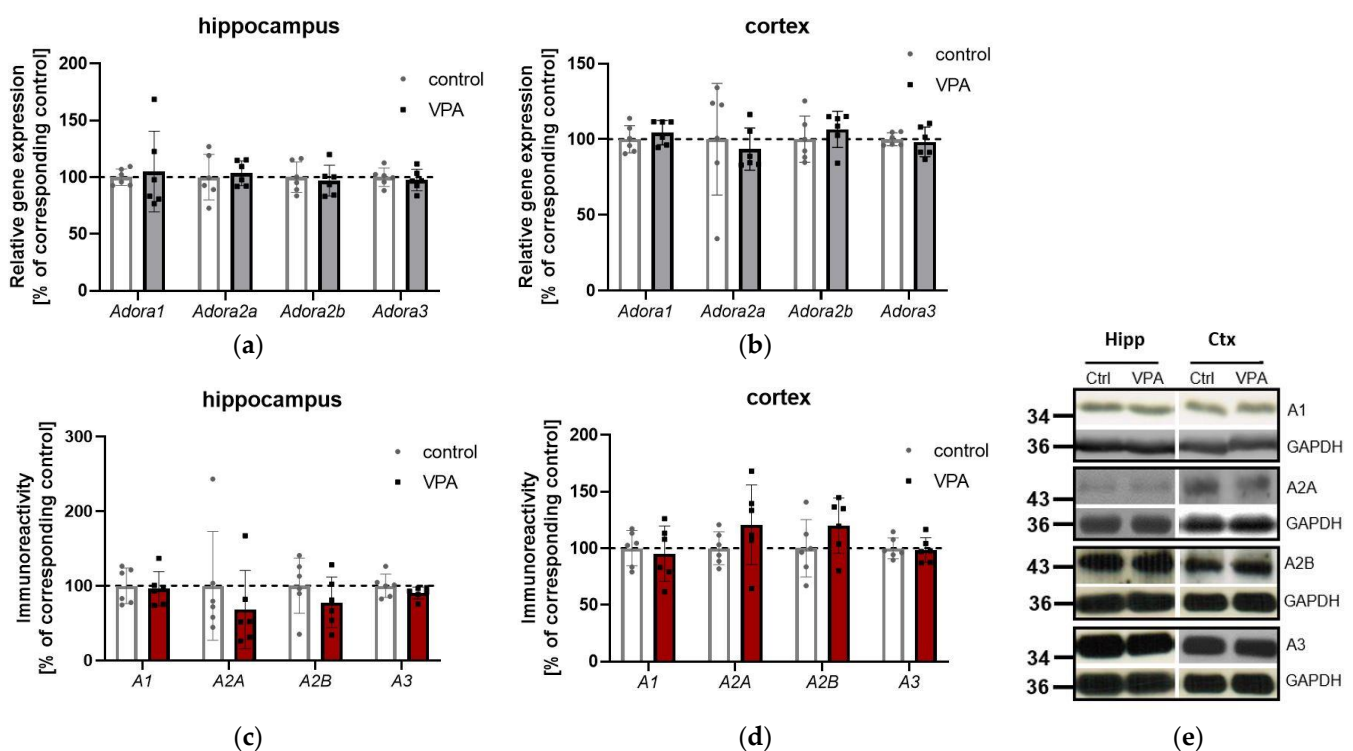 hippocampus
Relative gene expression
[% of corresponding control]
200
150
100
50
0
control
VPA
Adora1 Adora2a Adora2b Adora3
(a)
cortex
Relative gene expression
[% of corresponding control]
150
100
50
0
control
VPA
Adora1 Adora2a Adora2b Adora3
(b)
hippocampus
Immunoreactivity
[% of corresponding control]
300
200
100
0
control
VPA
A1 A2A A2B A3
(c)
cortex
Immunoreactivity
[% of corresponding control]
200
150
100
50
0
control
VPA
A1 A2A A2B A3
(d)
Hipp Ctx
Ctrl VPA Ctrl VPA
34 A1
36 GAPDH
43 A2A
36 GAPDH
43 A2B
36 GAPDH
34 A3
36 GAPDH
(e)